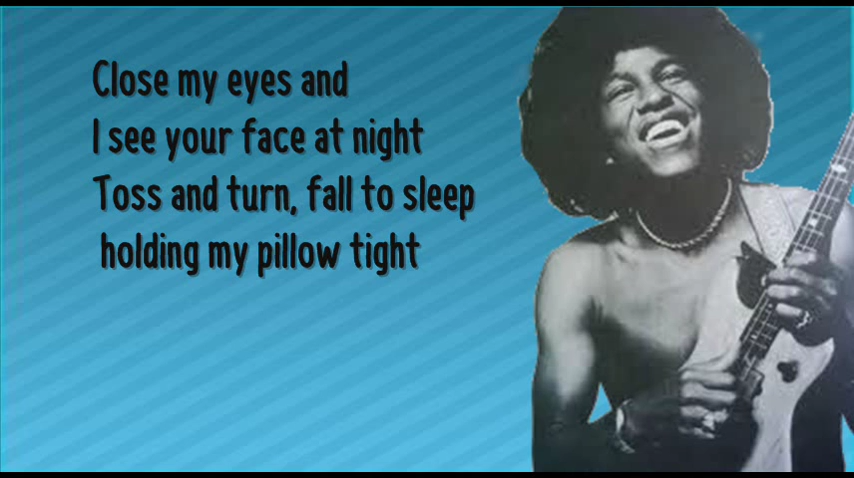 Close my eyes and
I see your face at night
Toss and turn, fall to sleep
holding my pillow tight